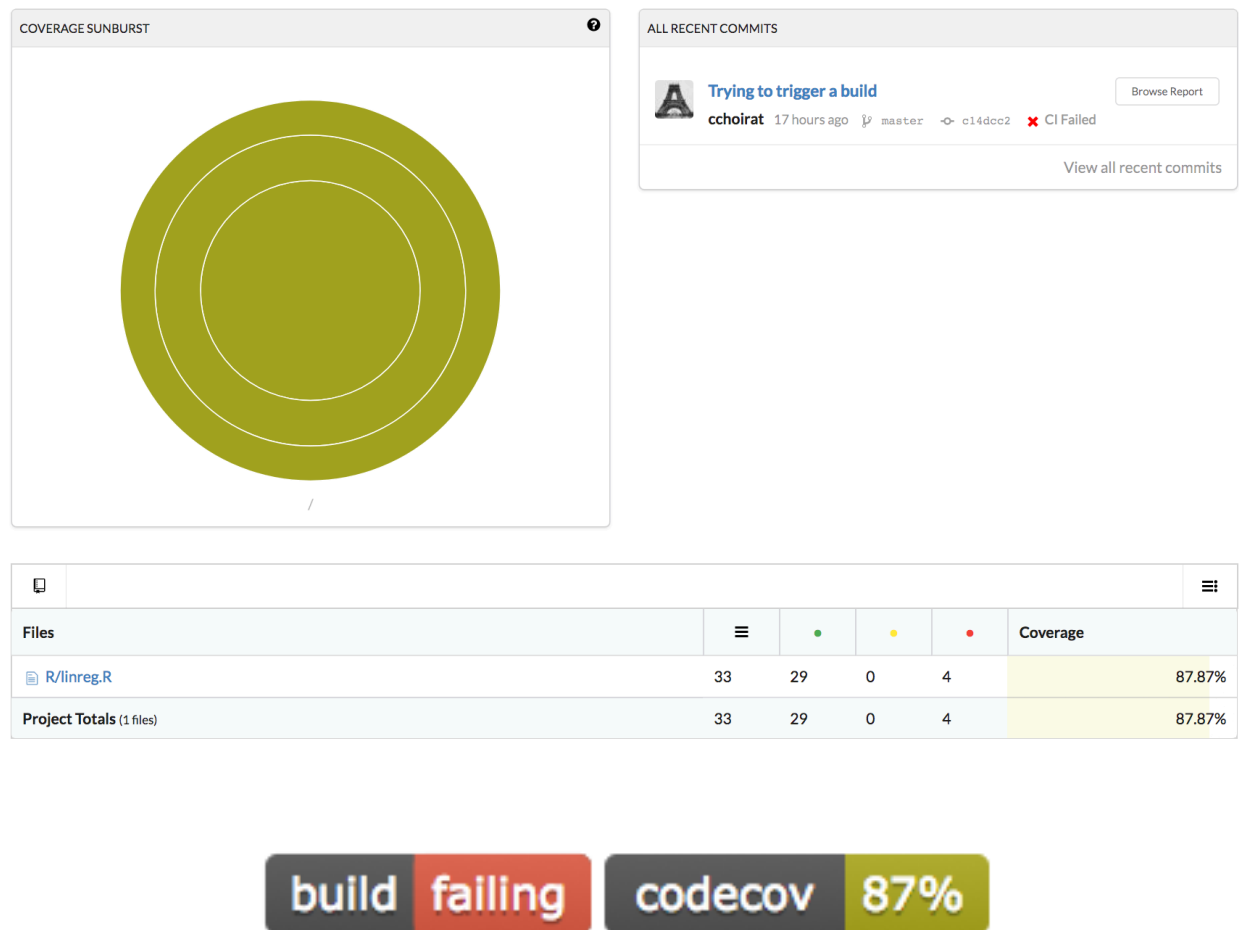 COVERAGE SUNBURST
/
ALL RECENT COMMITS
Trying to trigger a build
Browse Report
cchoirat 17 hours ago master c14dcc2 CI Failed
View all recent commits
Files Coverage
R/linreg.R 33 29 0 4 87.87%
Project Totals (1 files) 33 29 0 4 87.87%
build failing codecov 87%